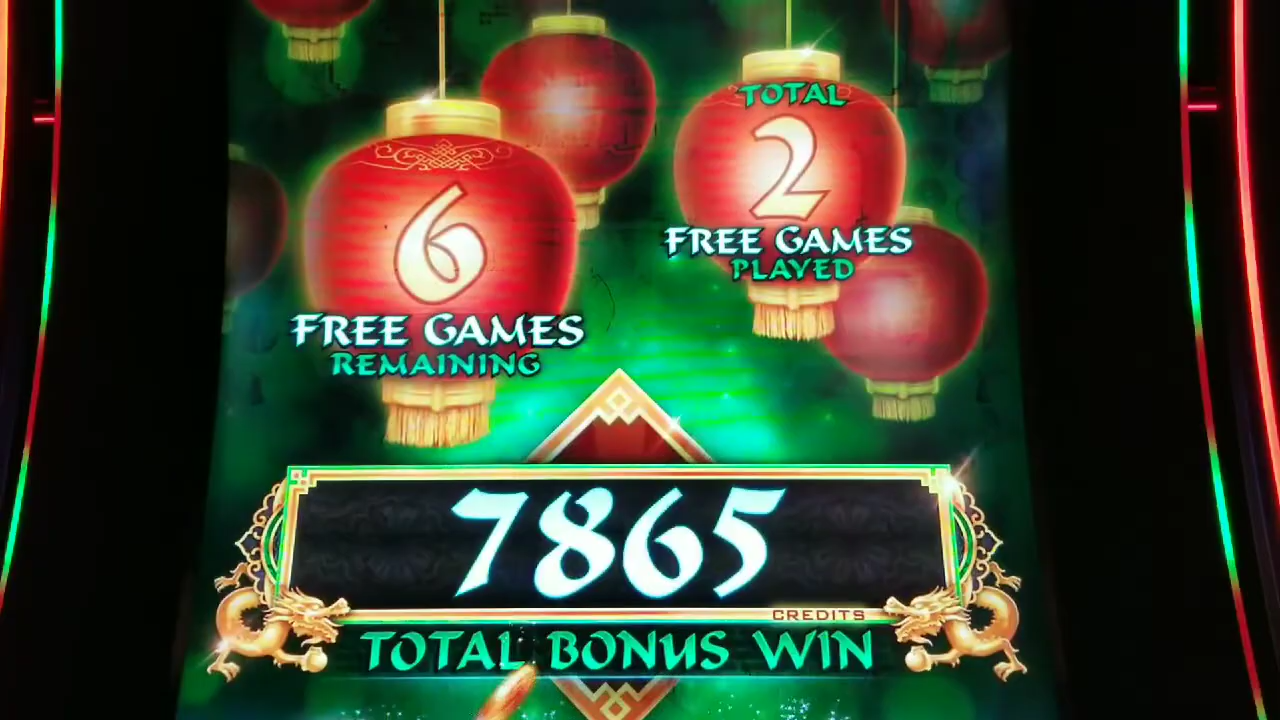 6
FREE GAMES
REMAINING
TOTAL
2
FREE GAMES
PLAYED
7865
CREDITS
TOTAL BONUS WIN